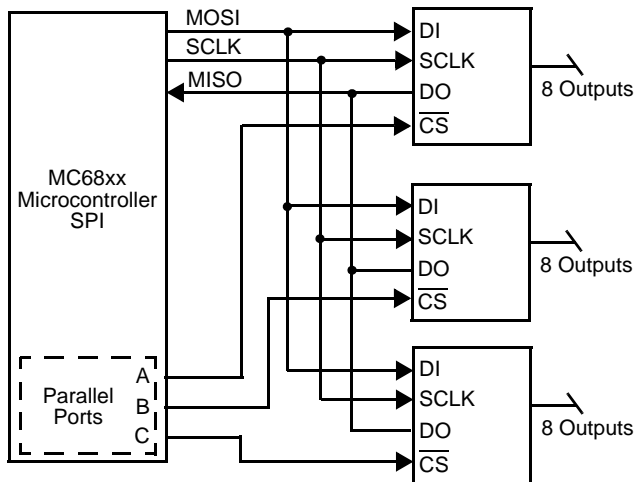 MOSI
SCLK
MISO
MC68xx
Microcontroller
SPI
Parallel
Ports
A
B
C
DI
SCLK
DO
CS
8 Outputs
DI
SCLK
DO
CS
8 Outputs
DI
SCLK
DO
CS
8 Outputs